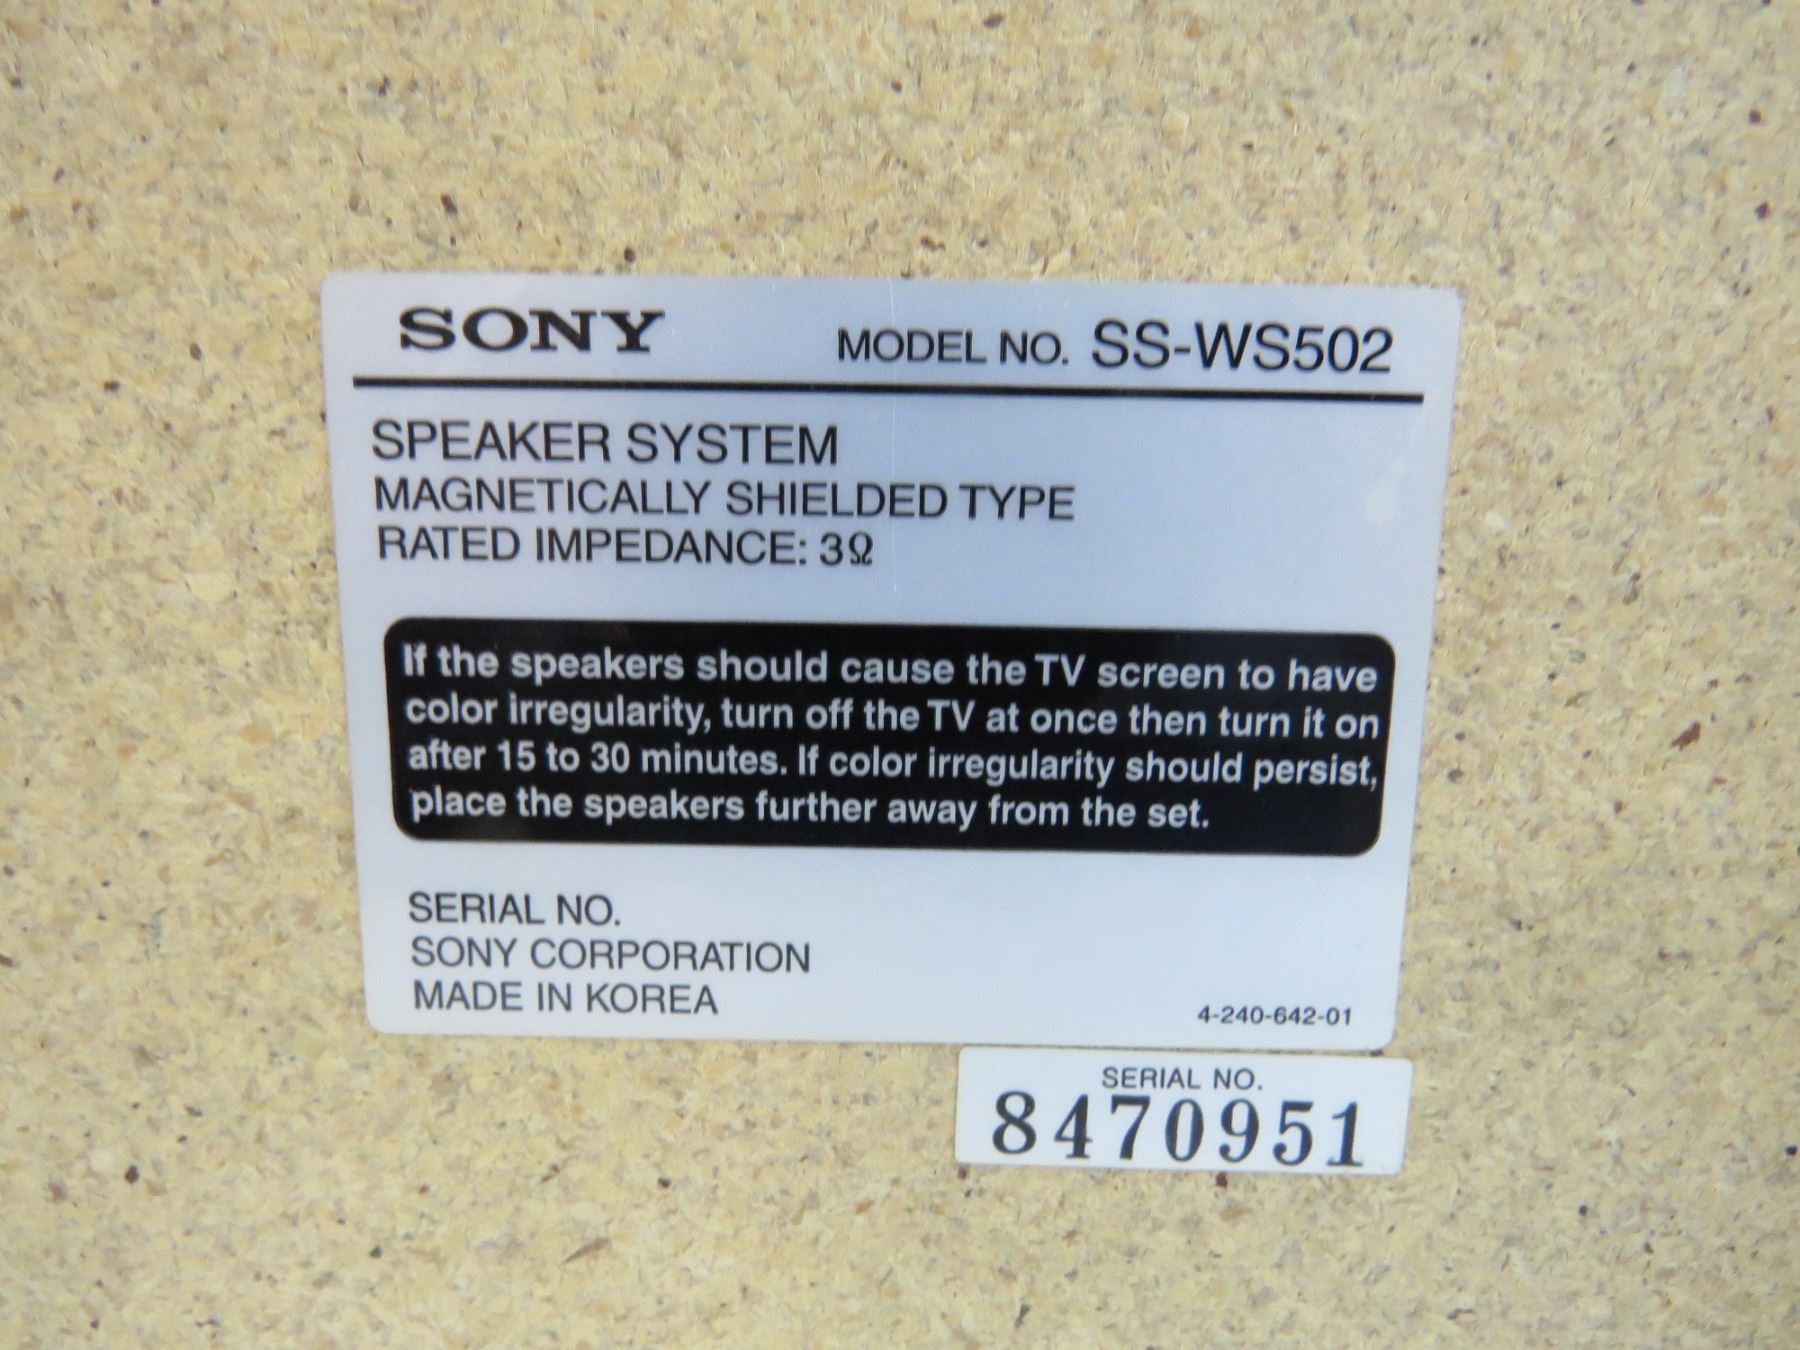 SONY MODEL NO. SS-WS502
SPEAKER SYSTEM
MAGNETICALLY SHIELDED TYPE
RATED IMPEDANCE: 3Ω
If the speakers should cause the TV screen to have
color irregularity, turn off the TV at once then turn it on
after 15 to 30 minutes. If color irregularity should persist,
place the speakers further away from the set.
SERIAL NO.
SONY CORPORATION
MADE IN KOREA 4-240-642-01
SERIAL NO.
8470951